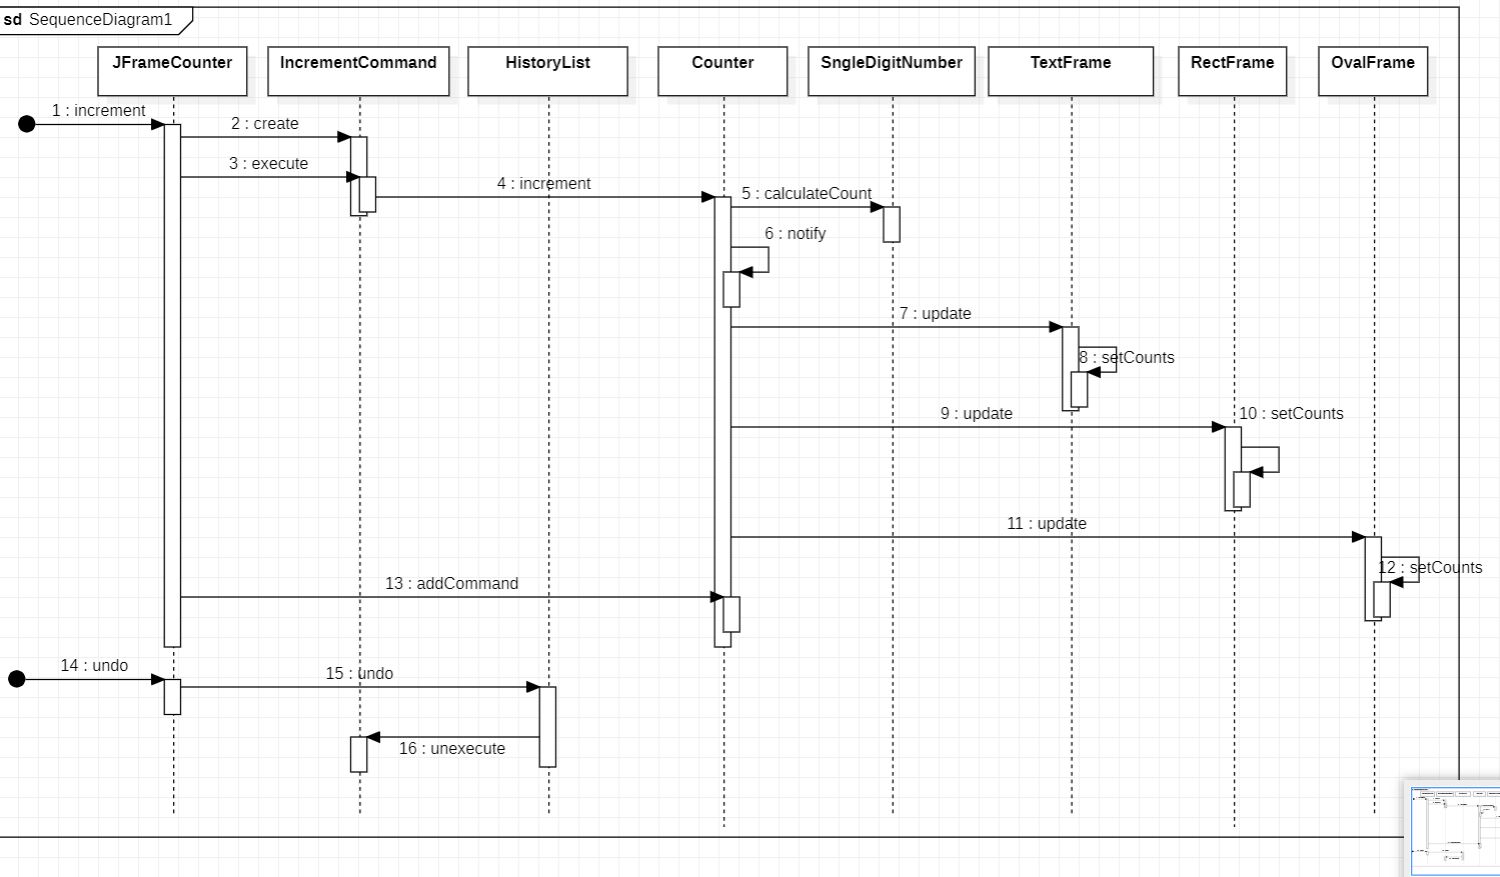 sd SequenceDiagram1
JFrameCounter
IncrementCommand
HistoryList
Counter
SngleDigitNumber
TextFrame
RectFrame
OvalFrame
1 : increment
2 : create
3 : execute
4 : increment
5 : calculateCount
6 : notify
7 : update
8 : setCounts
9 : update
10 : setCounts
11 : update
12 : setCounts
13 : addCommand
14 : undo
15 : undo
16 : unexecute